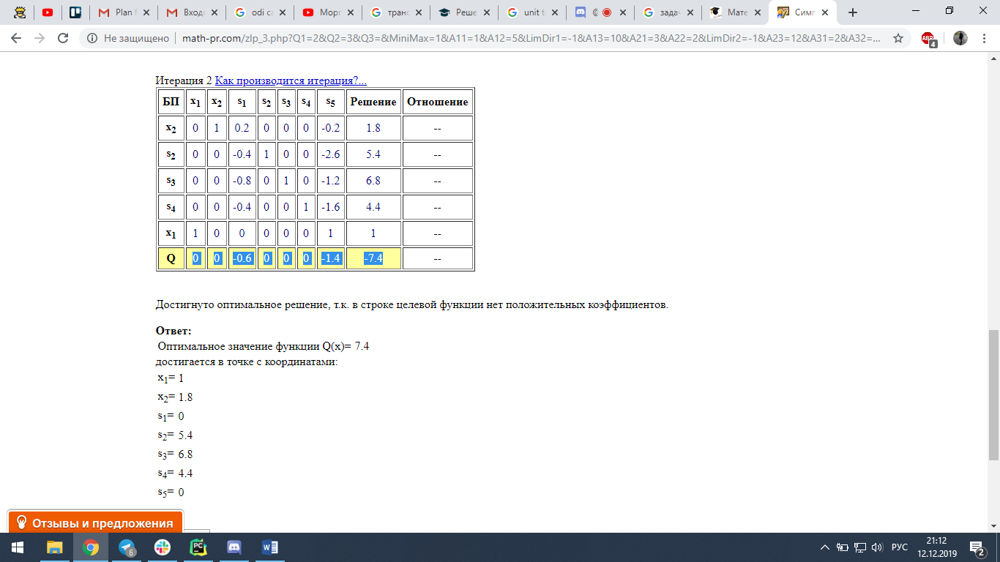 Plan f
Входя
odi ca
Морг
транс
Реше
unit t
@
задач
Мате
Симп
Не защищено | math-pr.com/zlp_3.php?Q1=2&Q2=3&Q3=&MiniMax=1&A11=1&A12=5&LimDir1=-1&A13=10&A21=3&A22=2&LimDir2=-1&A23=12&A31=2&A32=...
4
Итерация 2 Как производится итерация?...
БП x1 x2 s1 s2 s3 s4 s5 Решение Отношение
x2 0 1 0.2 0 0 0 -0.2 1.8 --
s2 0 0 -0.4 1 0 0 -2.6 5.4 --
s3 0 0 -0.8 0 1 0 -1.2 6.8 --
s4 0 0 -0.4 0 0 1 -1.6 4.4 --
x1 1 0 0 0 0 0 1 1 --
Q 0 0 -0.6 0 0 0 -1.4 -7.4 --
Достигнуто оптимальное решение, т.к. в строке целевой функции нет положительных коэффициентов.
Ответ:
Оптимальное значение функции Q(x)= 7.4
достигается в точке с координатами:
x1= 1
x2= 1.8
s1= 0
s2= 5.4
s3= 6.8
s4= 4.4
s5= 0
Отзывы и предложения
6
PC
W
РУС
21:12
12.12.2019
2